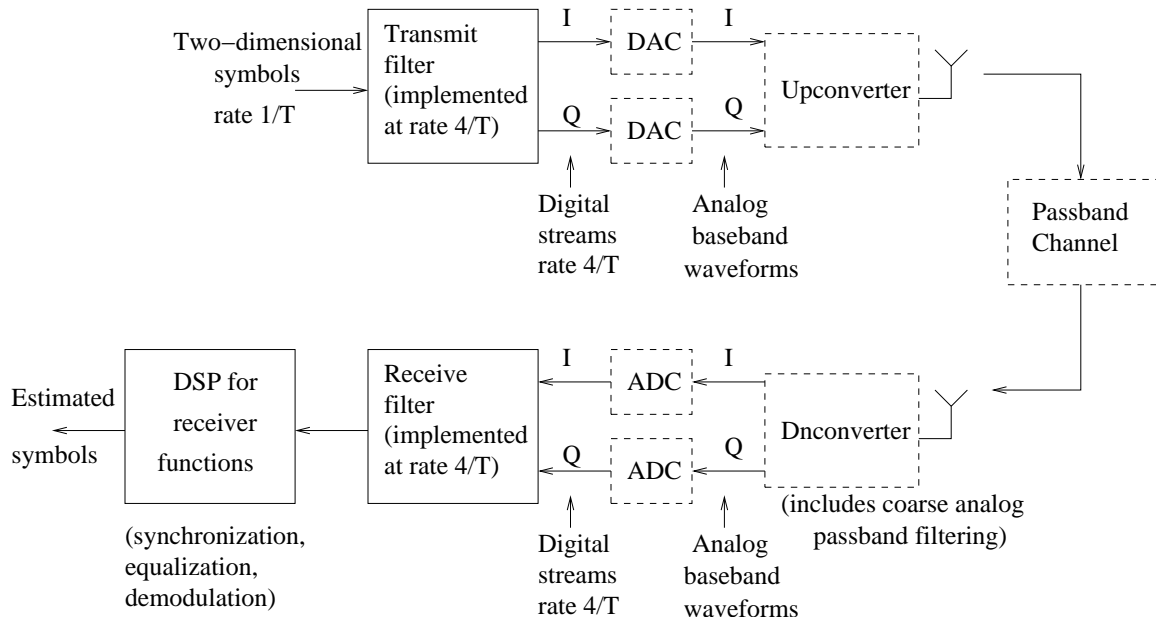 Two−dimensional
symbols
rate 1/T
Transmit
filter
(implemented
at rate 4/T)
I
Q
DAC
DAC
I
Q
Upconverter
Digital
streams
rate 4/T
Analog
baseband
waveforms
Passband
Channel
Estimated
symbols
DSP for
receiver
functions
(synchronization,
equalization,
demodulation)
Receive
filter
(implemented
at rate 4/T)
I
Q
ADC
ADC
I
Q
Dnconverter
(includes coarse analog
passband filtering)
Digital
streams
rate 4/T
Analog
baseband
waveforms